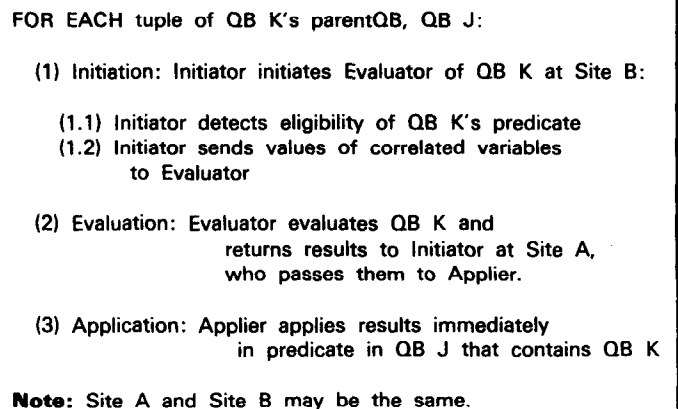 FOR EACH tuple of QB K's parentQB, QB J:
(1) Initiation: Initiator initiates Evaluator of QB K at Site B:
(1.1) Initiator detects eligibility of QB K's predicate
(1.2) Initiator sends values of correlated variables
to Evaluator
(2) Evaluation: Evaluator evaluates QB K and
returns results to Initiator at Site A,
who passes them to Applier.
(3) Application: Applier applies results immediately
in predicate in QB J that contains QB K
Note: Site A and Site B may be the same.